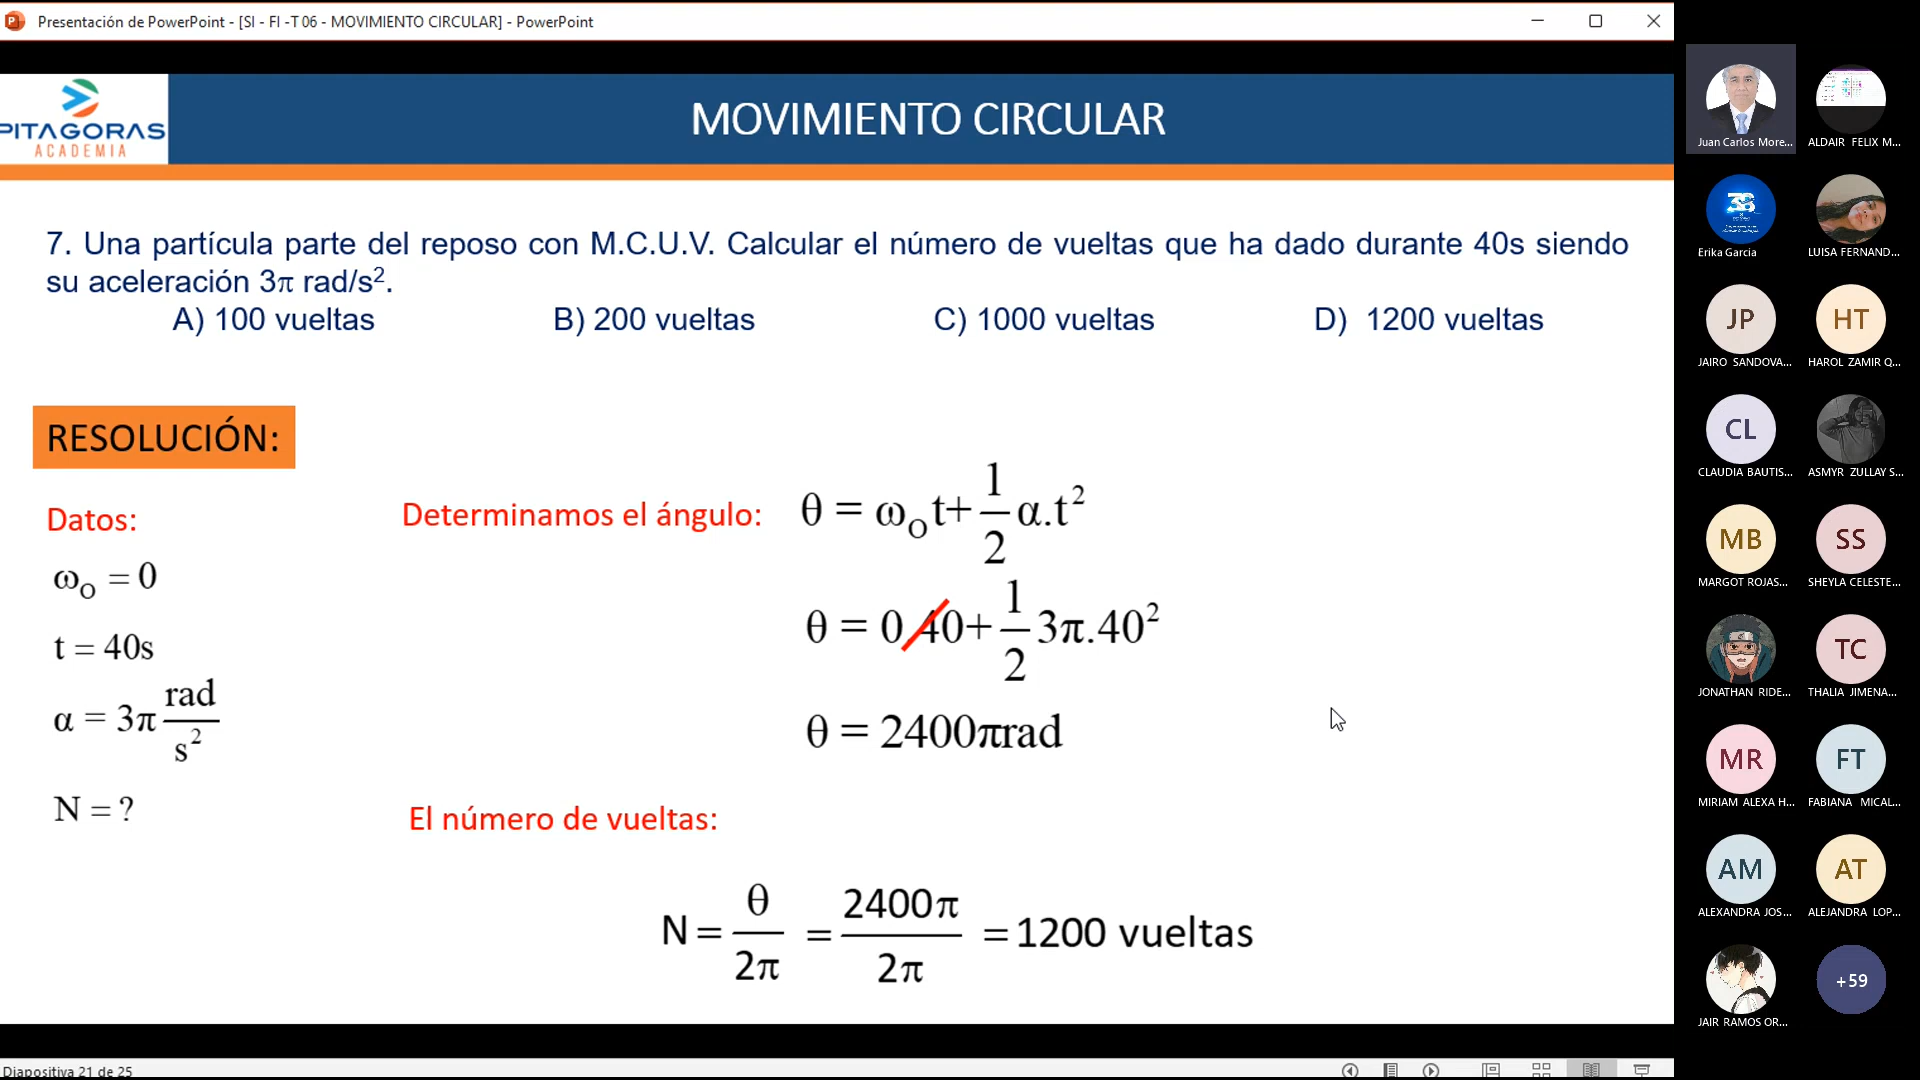 Presentación de PowerPoint - [SI - FI -T 06 - MOVIMIENTO CIRCULAR] - PowerPoint
PITAGORAS
ACADEMIA
MOVIMIENTO CIRCULAR
7. Una partícula parte del reposo con M.C.U.V. Calcular el número de vueltas que ha dado durante 40s siendo
su aceleración 3π rad/s².
A) 100 vueltas B) 200 vueltas C) 1000 vueltas D) 1200 vueltas
RESOLUCIÓN:
Datos:
ω₀ = 0
t = 40s
α = 3π rad/s²
N = ?
Determinamos el ángulo: θ = ω₀t+1/2 α.t²
θ = 0.40+1/2 3π.40²
θ = 2400πrad
El número de vueltas:
N = θ/2π = 2400π/2π = 1200 vueltas
Juan Carlos More...
ALDAIR FELIX M...
38
Erika Garcia
LUISA FERNAND...
JP
JAIRO SANDOVA...
HT
HAROL ZAMIR Q...
CL
CLAUDIA BAUTIS...
ASMYR ZULLAY S...
MB
MARGOT ROJAS...
SS
SHEYLA CELESTE...
JONATHAN RIDE...
TC
THALIA JIMENA...
MR
MIRIAM ALEXA H...
FT
FABIANA MICAL...
AM
ALEXANDRA JOS...
AT
ALEJANDRA LOP...
JAIR RAMOS OR...
+59
Diapositiva 21 de 25